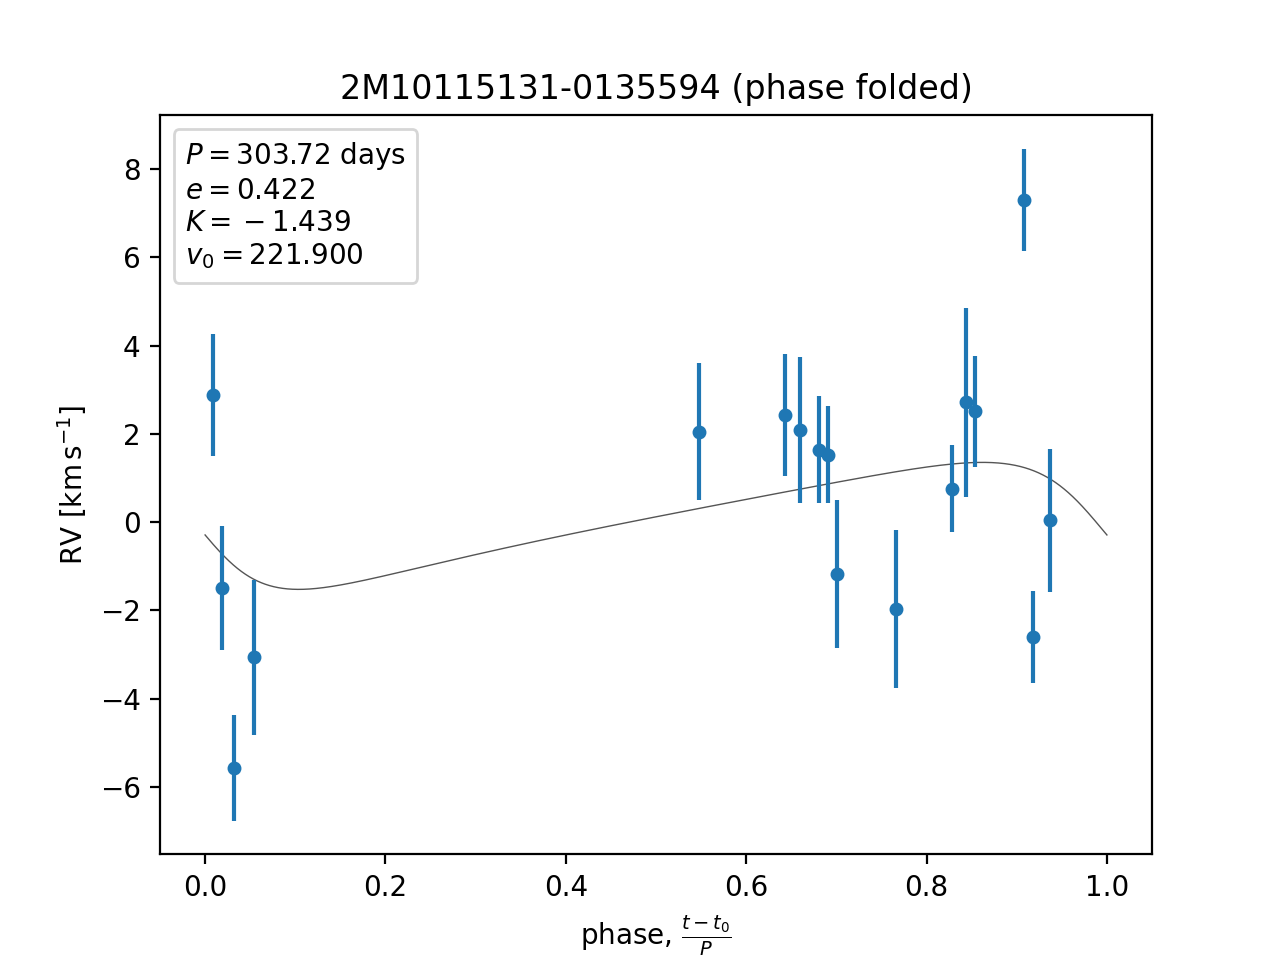 2M10115131-0135594 (phase folded)
P = 303.72 days
e = 0.422
K = −1.439
v₀ = 221.900
8
6
4
2
0
−2
−4
−6
RV [km s⁻¹]
0.0 0.2 0.4 0.6 0.8 1.0
phase, (t − t₀)/P